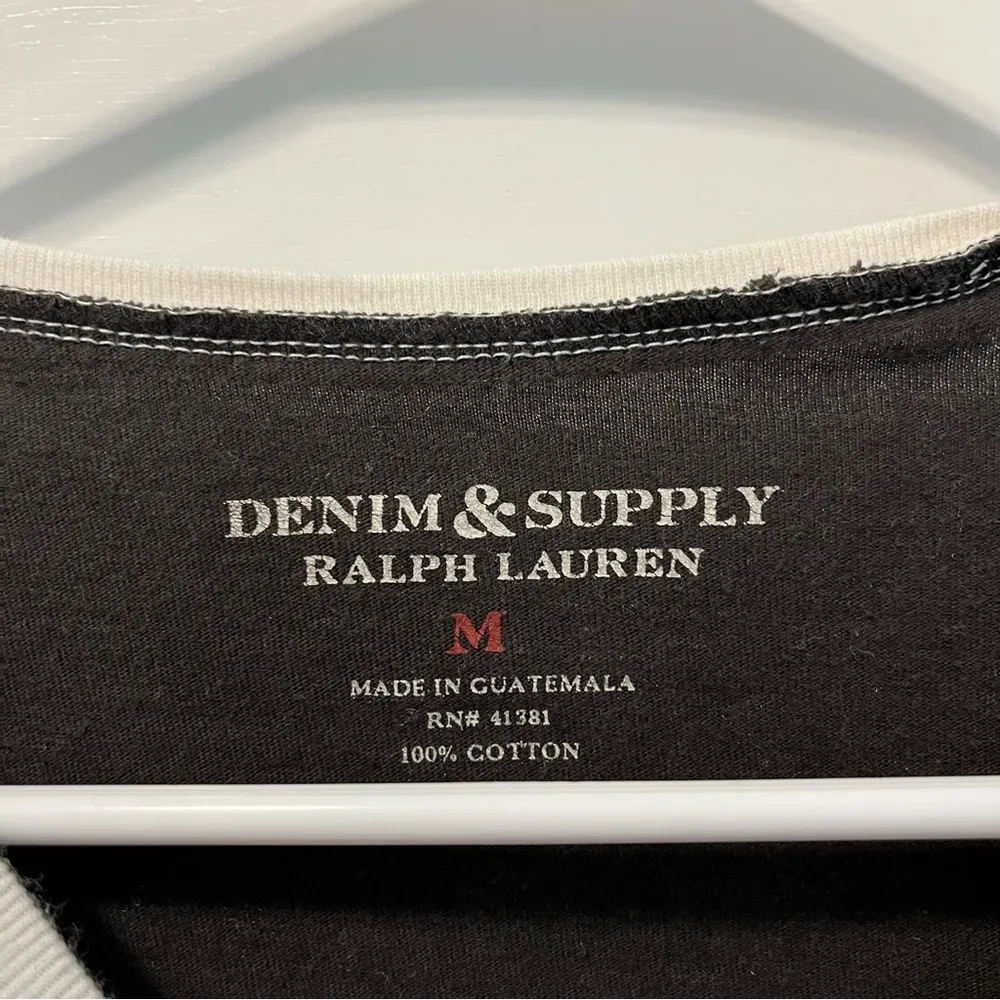 DENIM & SUPPLY
RALPH LAUREN
M
MADE IN GUATEMALA
RN# 41381
100% COTTON